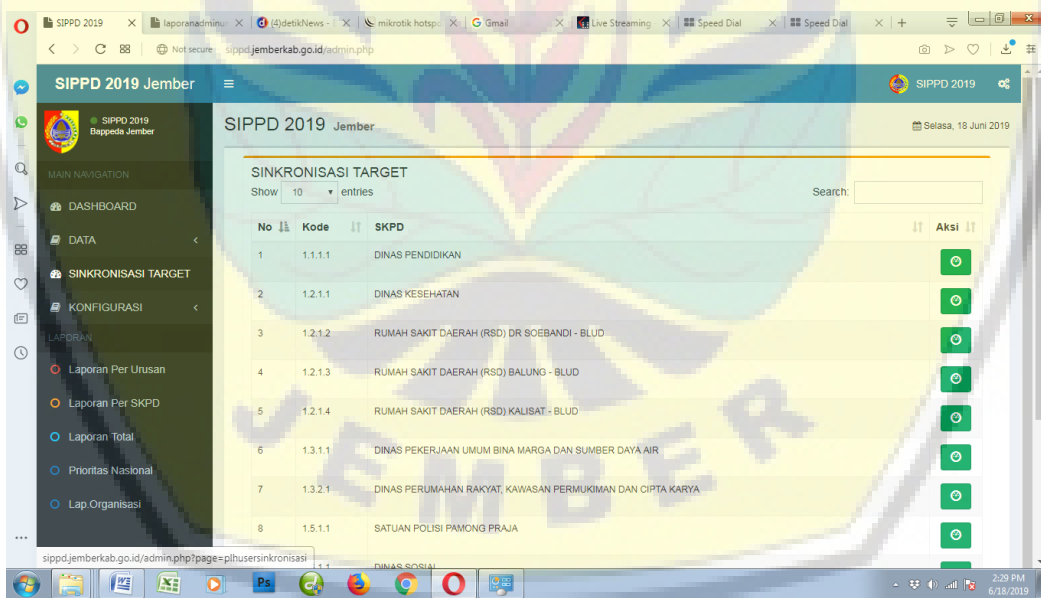 SIPPD 2019
laporanadminu
(4)detikNews -
mikrotik hotsp
Gmail
Live Streaming
Speed Dial
Speed Dial
Not secure sippd.jemberkab.go.id/admin.php
SIPPD 2019 Jember
SIPPD 2019
SIPPD 2019
Bappeda Jember
SIPPD 2019 Jember
Selasa, 18 Juni 2019
MAIN NAVIGATION
DASHBOARD
DATA
SINKRONISASI TARGET
KONFIGURASI
LAPORAN
Laporan Per Urusan
Laporan Per SKPD
Laporan Total
Prioritas Nasional
Lap.Organisasi
SINKRONISASI TARGET
Show 10 entries
Search:
No Kode SKPD Aksi
1 1.1.1.1 DINAS PENDIDIKAN
2 1.2.1.1 DINAS KESEHATAN
3 1.2.1.2 RUMAH SAKIT DAERAH (RSD) DR SOEBANDI - BLUD
4 1.2.1.3 RUMAH SAKIT DAERAH (RSD) BALUNG - BLUD
5 1.2.1.4 RUMAH SAKIT DAERAH (RSD) KALISAT - BLUD
6 1.3.1.1 DINAS PEKERJAAN UMUM BINA MARGA DAN SUMBER DAYA AIR
7 1.3.2.1 DINAS PERUMAHAN RAKYAT, KAWASAN PERMUKIMAN DAN CIPTA KARYA
8 1.5.1.1 SATUAN POLISI PAMONG PRAJA
DINAS SOSIAL
sippd.jemberkab.go.id/admin.php?page=plhusersinkronisasi
JEMBER
Ps
2:29 PM
6/18/2019